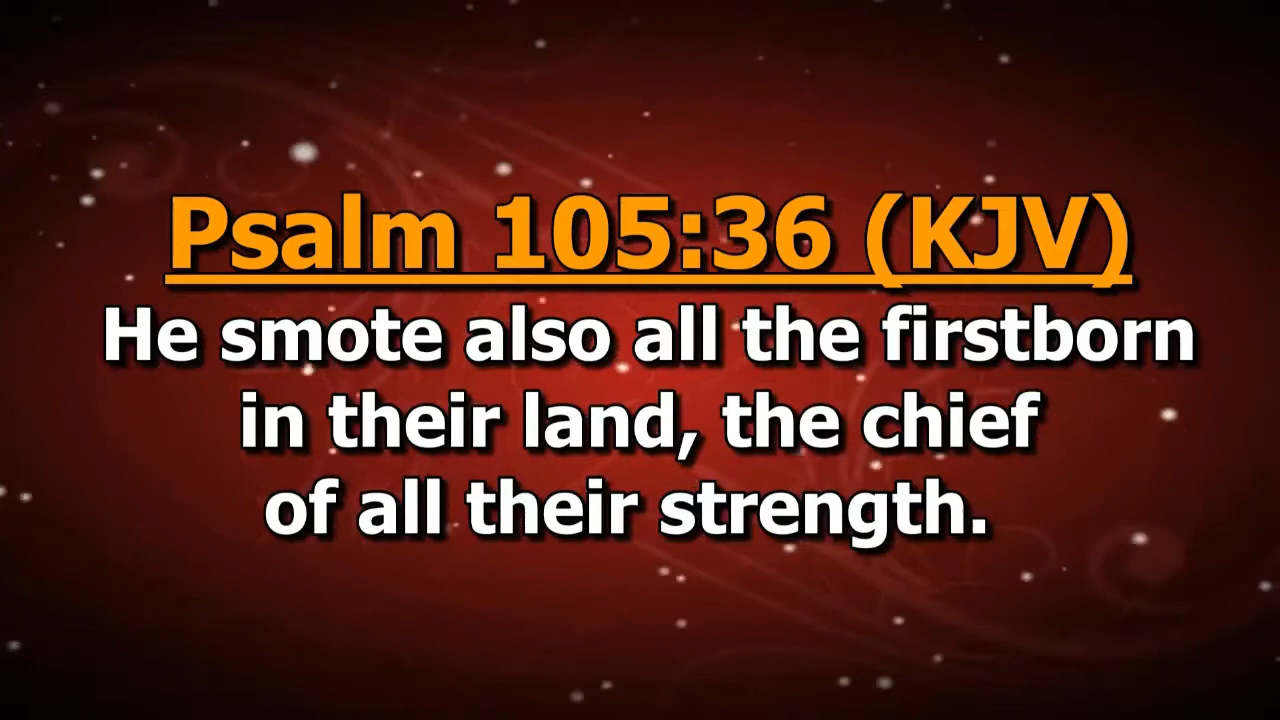 Psalm 105:36 (KJV)
He smote also all the firstborn
in their land, the chief
of all their strength.